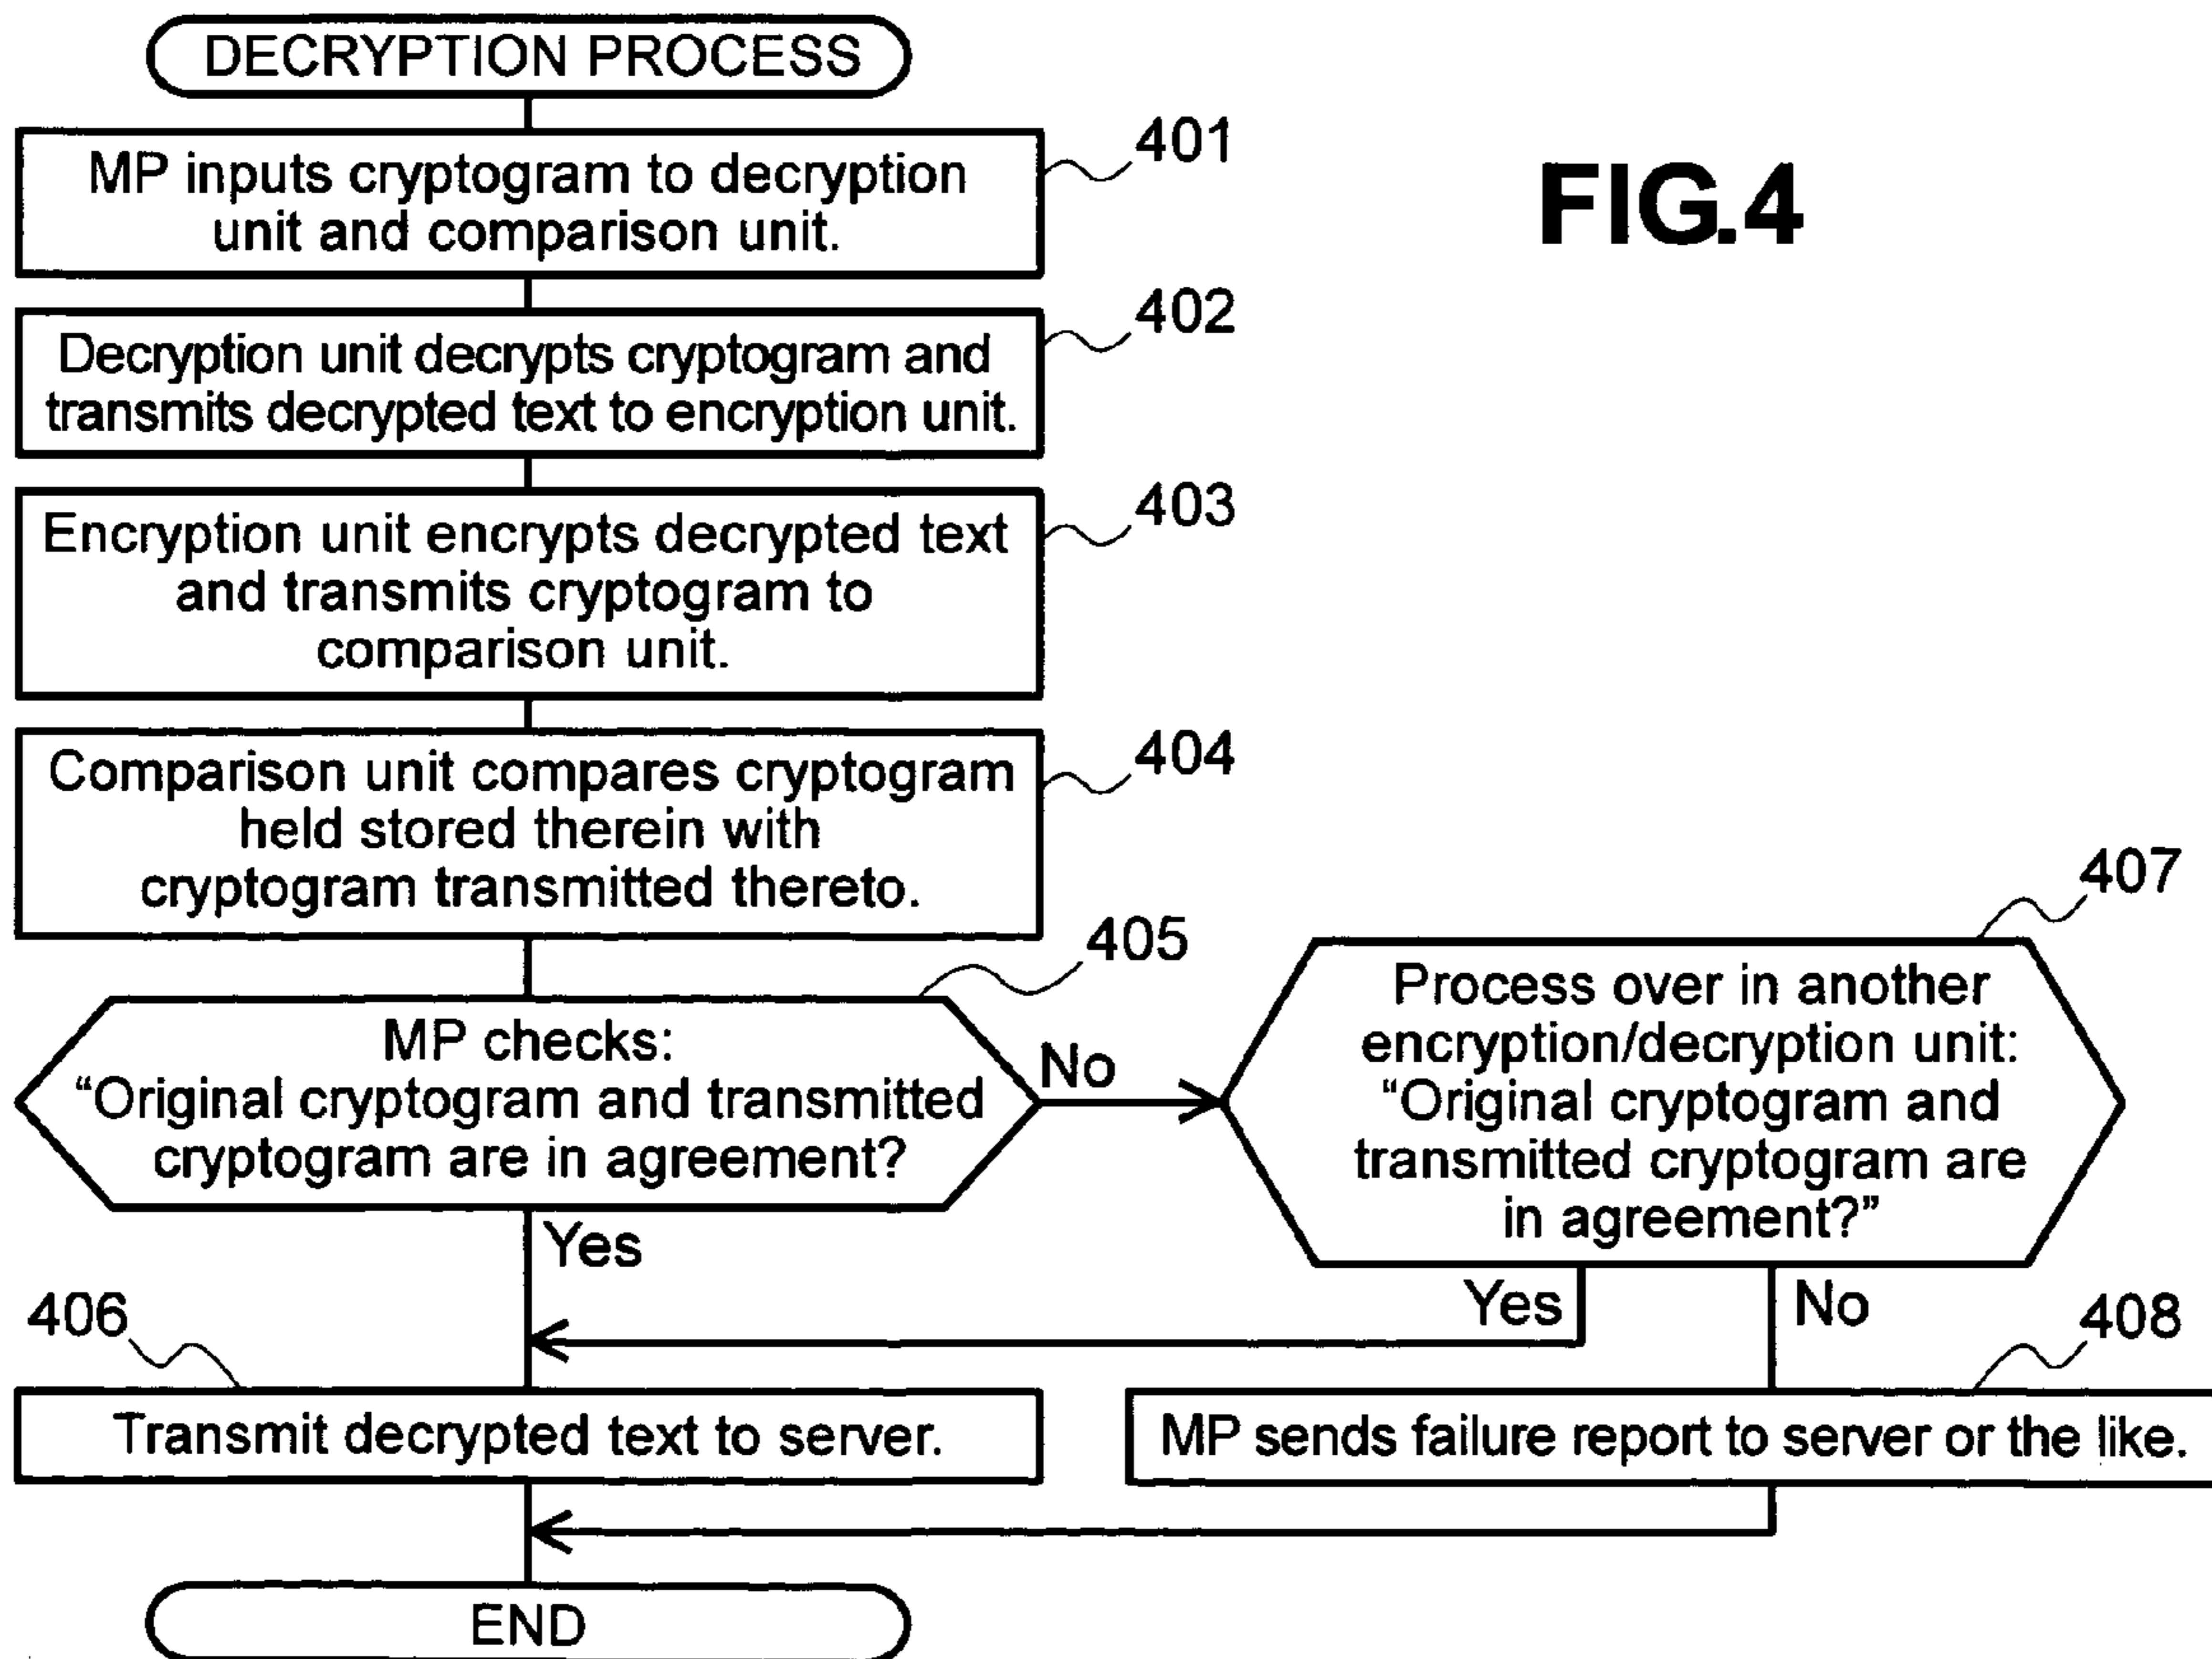 DECRYPTION PROCESS
FIG.4
401
MP inputs cryptogram to decryption
unit and comparison unit.
402
Decryption unit decrypts cryptogram and
transmits decrypted text to encryption unit.
403
Encryption unit encrypts decrypted text
and transmits cryptogram to
comparison unit.
404
Comparison unit compares cryptogram
held stored therein with
cryptogram transmitted thereto.
405
MP checks:
“Original cryptogram and transmitted
cryptogram are in agreement?
No
Yes
407
Process over in another
encryption/decryption unit:
“Original cryptogram and
transmitted cryptogram are
in agreement?”
Yes
No
406
Transmit decrypted text to server.
408
MP sends failure report to server or the like.
END